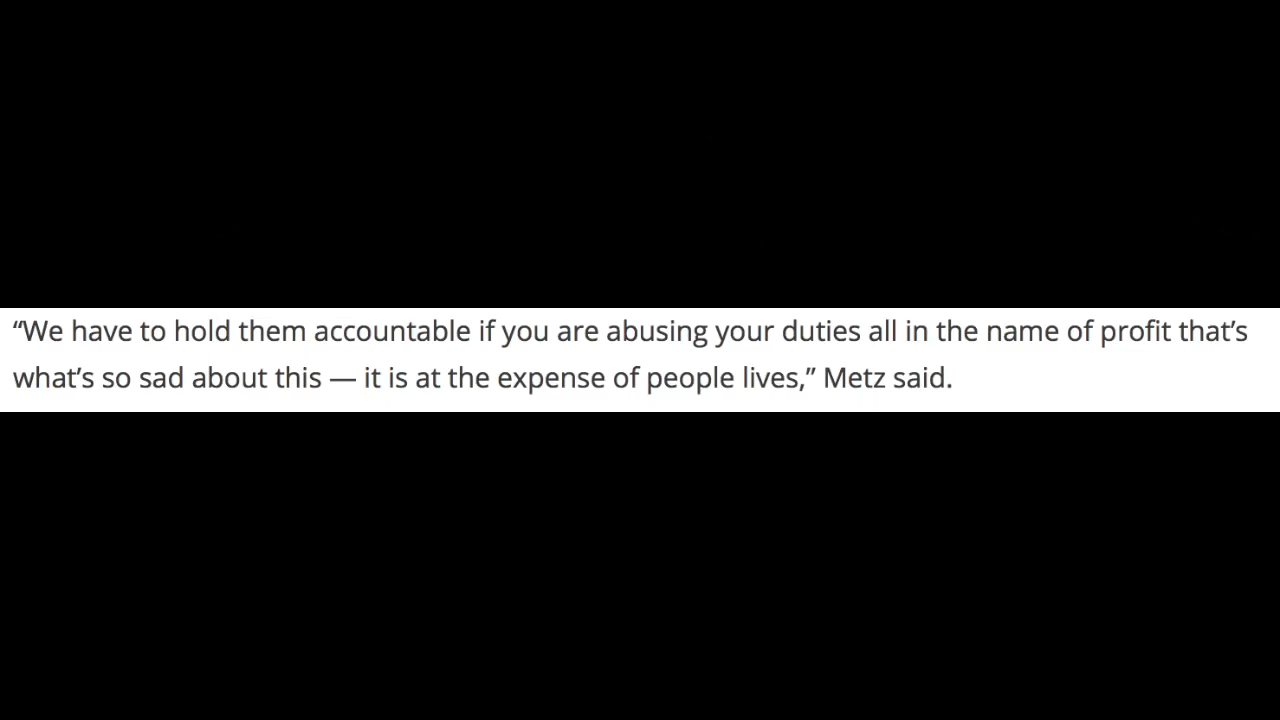 “We have to hold them accountable if you are abusing your duties all in the name of profit that’s
what’s so sad about this — it is at the expense of people lives,” Metz said.